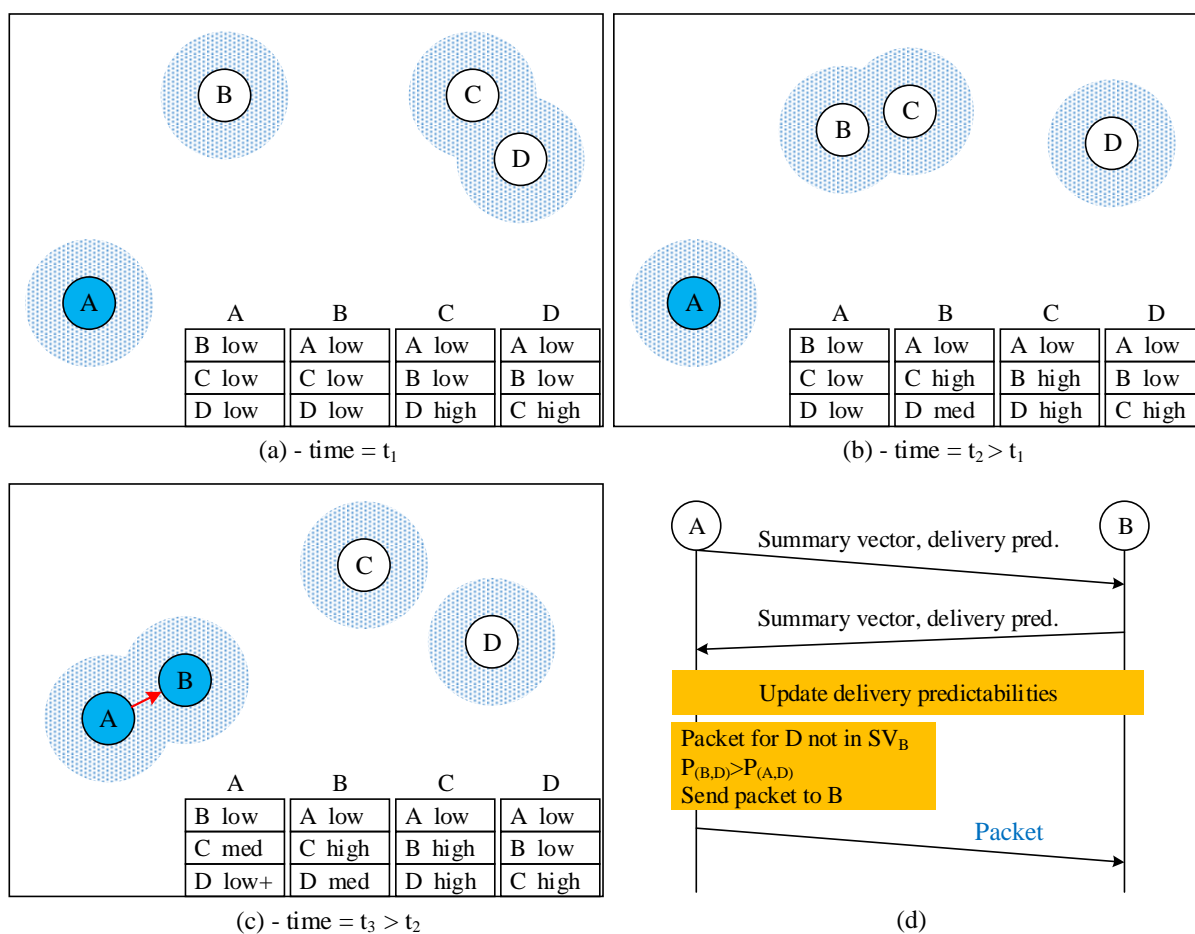 B
C
D
A
A B C D
B low A low A low A low
C low C low B low B low
D low D low D high C high
(a) - time = t₁
B
C
D
A
A B C D
B low A low A low A low
C low C high B high B low
D low D med D high C high
(b) - time = t₂ > t₁
C
D
B
A
A B C D
B low A low A low A low
C med C high B high B low
D low+ D med D high C high
(c) - time = t₃ > t₂
A B
Summary vector, delivery pred.
Summary vector, delivery pred.
Update delivery predictabilities
Packet for D not in SV_B
P_(B,D)>P_(A,D)
Send packet to B
Packet
(d)